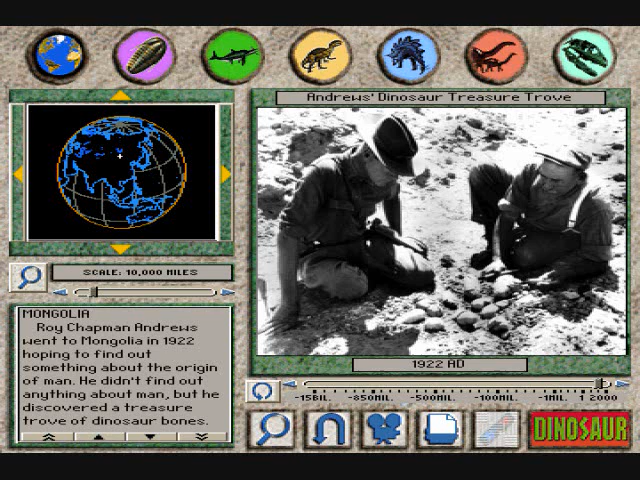 Andrews' Dinosaur Treasure Trove
SCALE: 10,000 MILES
MONGOLIA
Roy Chapman Andrews
went to Mongolia in 1922
hoping to find out
something about the origin
of man. He didn't find out
anything about man, but he
discovered a treasure
trove of dinosaur bones.
1922 AD
-15BIL. -850MIL. -500MIL. -100MIL. -1MIL. 1 2000
DINOSAUR